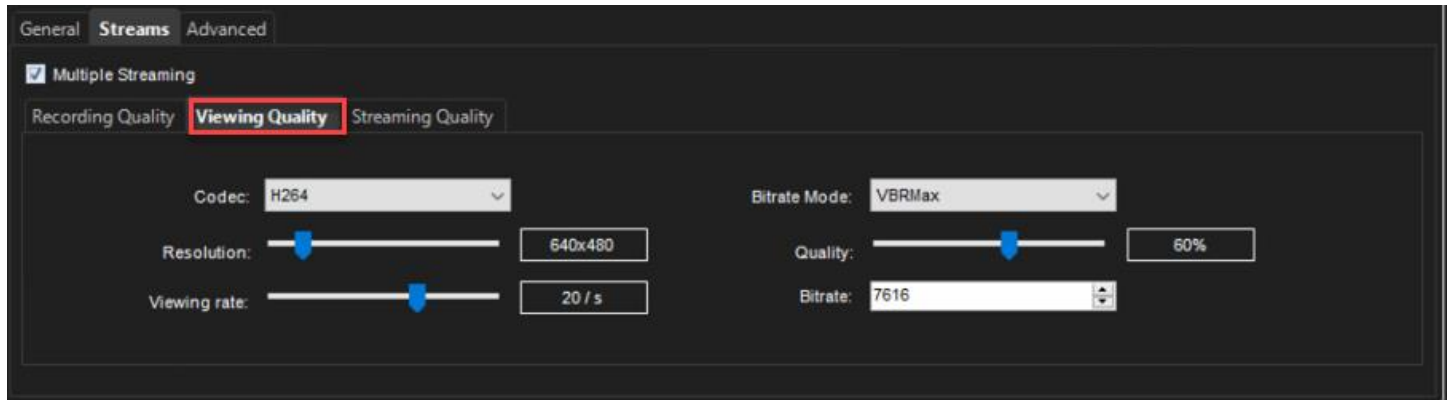 General Streams Advanced
Multiple Streaming
Recording Quality Viewing Quality Streaming Quality
Codec: H264 Bitrate Mode: VBRMax
Resolution: 640x480 Quality: 60%
Viewing rate: 20 / s Bitrate: 7616